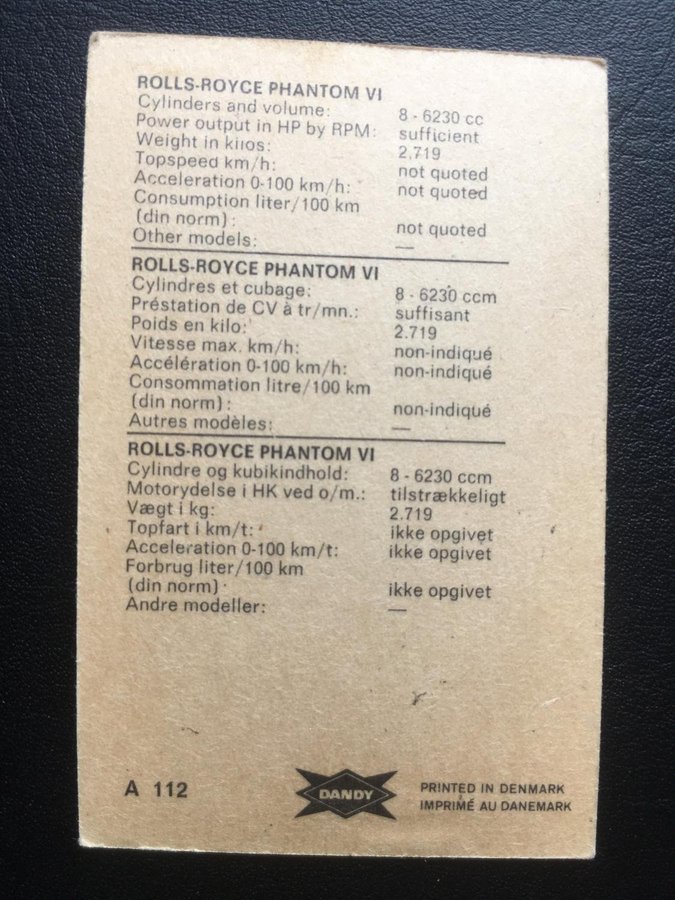 ROLLS-ROYCE PHANTOM VI
Cylinders and volume: 8 - 6230 cc
Power output in HP by RPM: sufficient
Weight in kilos: 2,719
Topspeed km/h: not quoted
Acceleration 0-100 km/h: not quoted
Consumption liter/100 km
(din norm): not quoted
Other models: —
ROLLS-ROYCE PHANTOM VI
Cylindres et cubage: 8 - 6230 ccm
Préstation de CV à tr/mn.: suffisant
Poids en kilo: 2.719
Vitesse max. km/h: non-indiqué
Accélération 0-100 km/h: non-indiqué
Consommation litre/100 km
(din norm): non-indiqué
Autres modèles: —
ROLLS-ROYCE PHANTOM VI
Cylindre og kubikindhold: 8 - 6230 ccm
Motorydelse i HK ved o/m.: tilstrækkeligt
Vægt i kg: 2.719
Topfart i km/t: ikke opgivet
Acceleration 0-100 km/t: ikke opgivet
Forbrug liter/100 km
(din norm) · ikke opgivet
Andre modeller: —
A 112
DANDY
PRINTED IN DENMARK
IMPRIMÉ AU DANEMARK